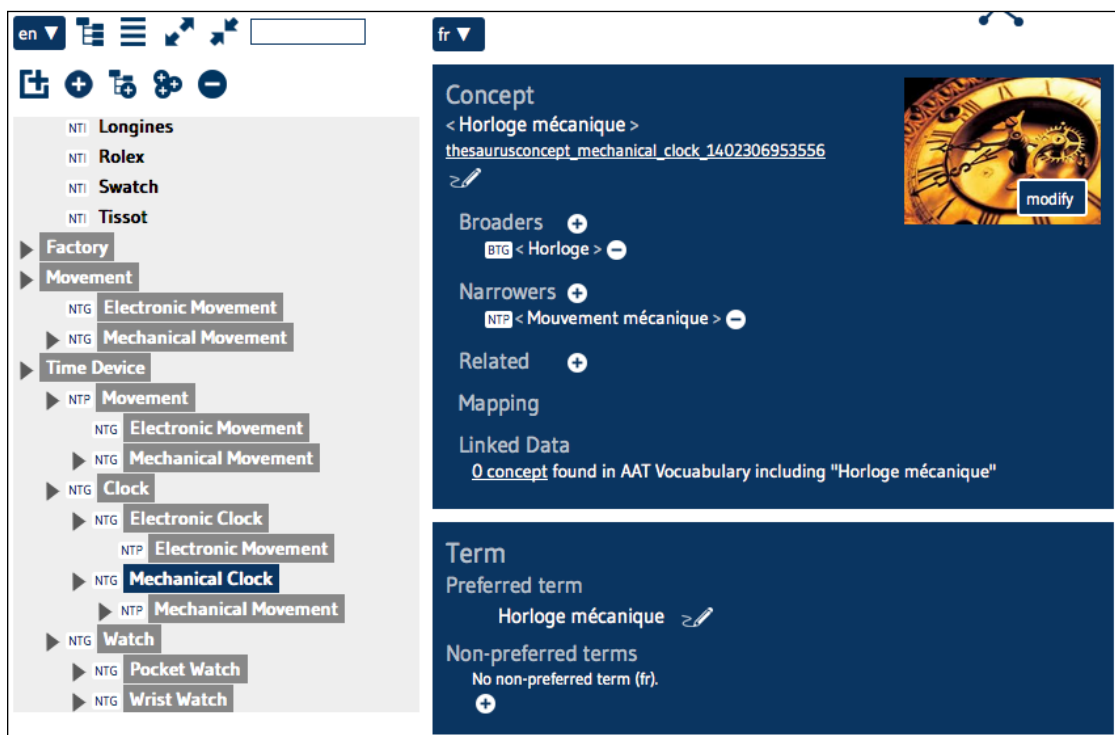 en ▼
NTI Longines
NTI Rolex
NTI Swatch
NTI Tissot
Factory
Movement
NTG Electronic Movement
NTG Mechanical Movement
Time Device
NTP Movement
NTG Electronic Movement
NTG Mechanical Movement
NTG Clock
NTG Electronic Clock
NTP Electronic Movement
NTG Mechanical Clock
NTP Mechanical Movement
NTG Watch
NTG Pocket Watch
NTG Wrist Watch
fr ▼
Concept
< Horloge mécanique >
thesaurusconcept_mechanical_clock_1402306953556
modify
Broaders
BTG < Horloge >
Narrowers
NTP < Mouvement mécanique >
Related
Mapping
Linked Data
0 concept found in AAT Vocuabulary including "Horloge mécanique"
Term
Preferred term
Horloge mécanique
Non-preferred terms
No non-preferred term (fr).